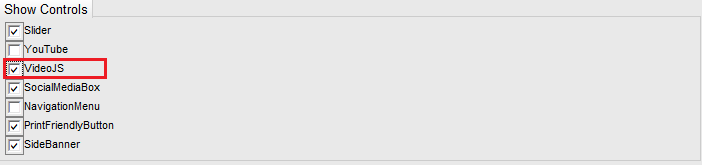 Show Controls
Slider
YouTube
VideoJS
SocialMediaBox
NavigationMenu
PrintFriendlyButton
SideBanner